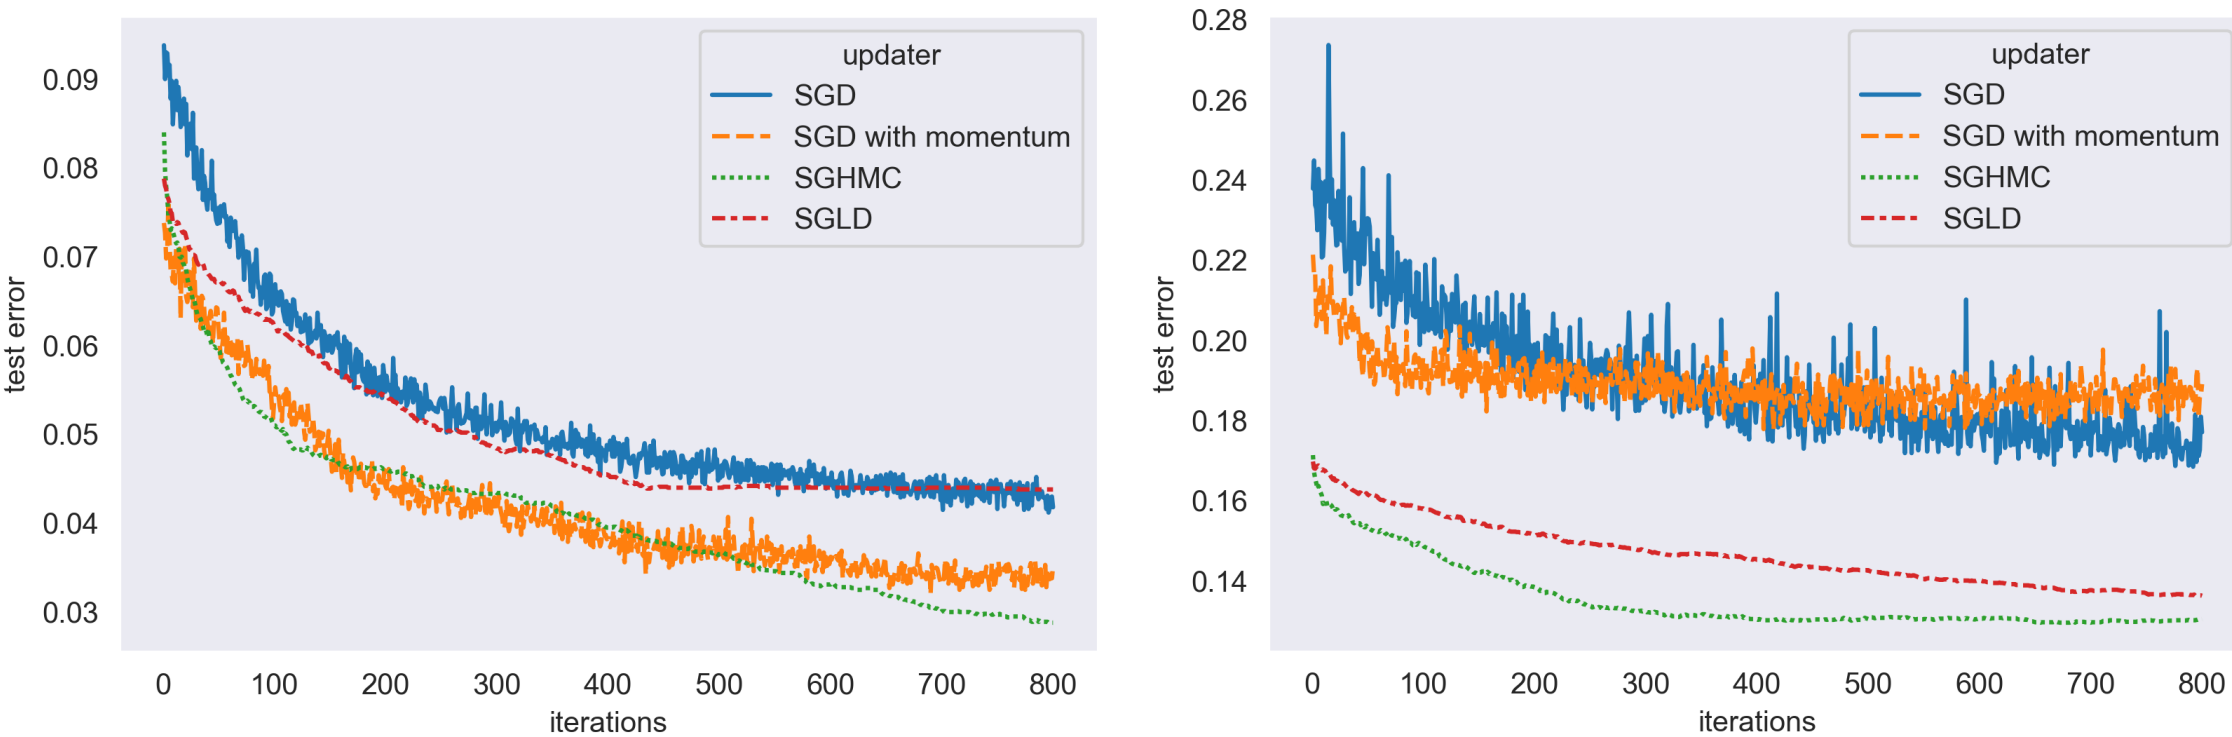 0.09
0.08
0.07
0.06
0.05
0.04
0.03
test error
0
100
200
300
400
500
600
700
800
iterations
updater
SGD
SGD with momentum
SGHMC
SGLD
0.28
0.26
0.24
0.22
0.20
0.18
0.16
0.14
test error
0
100
200
300
400
500
600
700
800
iterations
updater
SGD
SGD with momentum
SGHMC
SGLD